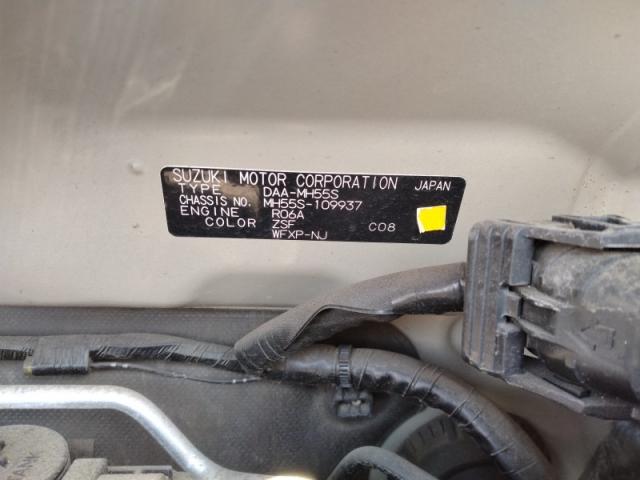 SUZUKI MOTOR CORPORATION JAPAN
TYPE DAA-MH55S
CHASSIS NO. MH55S-109937
ENGINE R06A
COLOR ZSF C08
WFXP-NJ